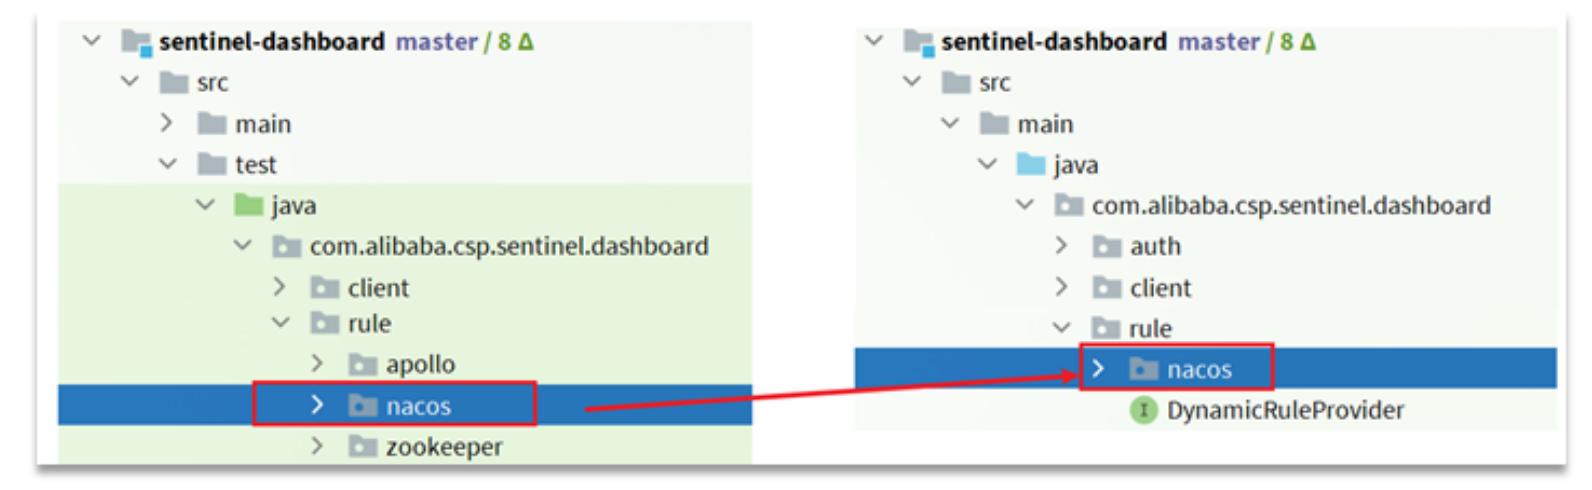 sentinel-dashboard master / 8 Δ
src
main
test
java
com.alibaba.csp.sentinel.dashboard
client
rule
apollo
nacos
zookeeper
sentinel-dashboard master / 8 Δ
src
main
java
com.alibaba.csp.sentinel.dashboard
auth
client
rule
nacos
I DynamicRuleProvider